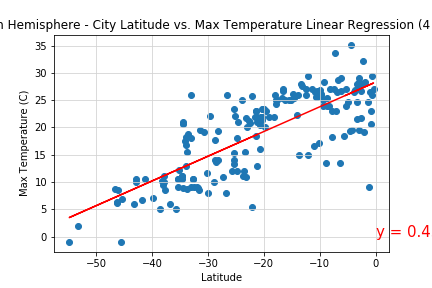 Hemisphere - City Latitude vs. Max Temperature Linear Regression (4
35
30
25
20
15
10
5
0
Max Temperature (C)
y = 0.4
−50 −40 −30 −20 −10 0
Latitude